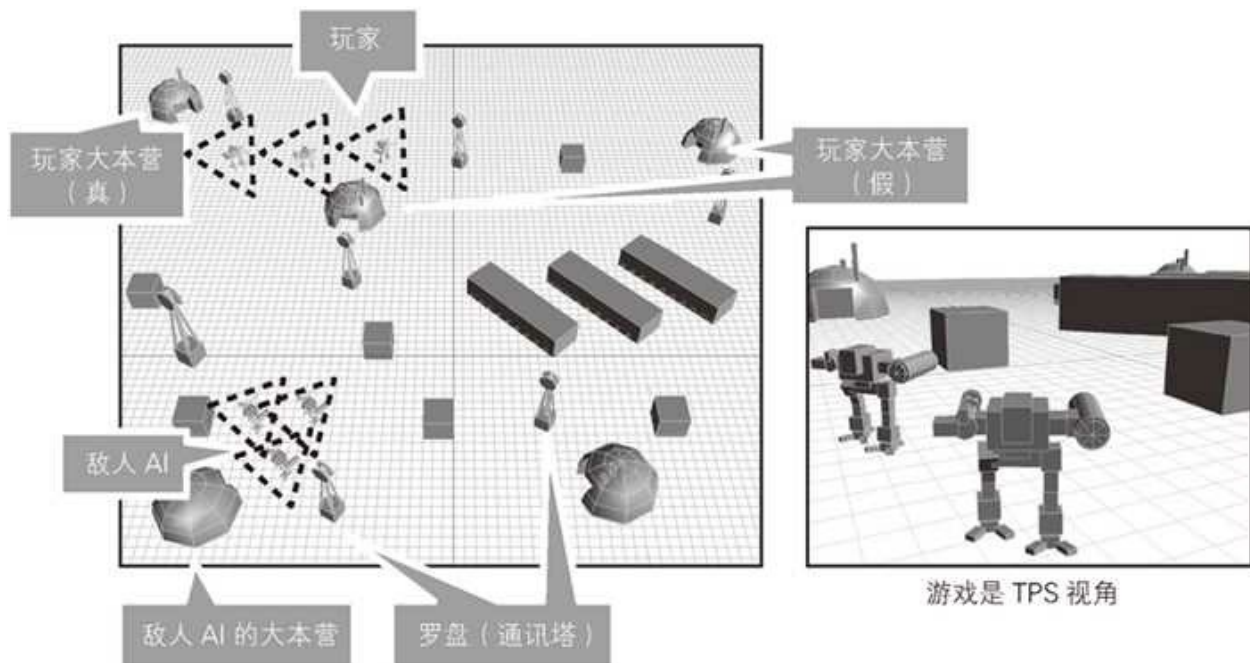 玩家
玩家大本营
（真）
玩家大本营
（假）
敌人 AI
敌人 AI 的大本营
罗盘（通讯塔）
游戏是 TPS 视角